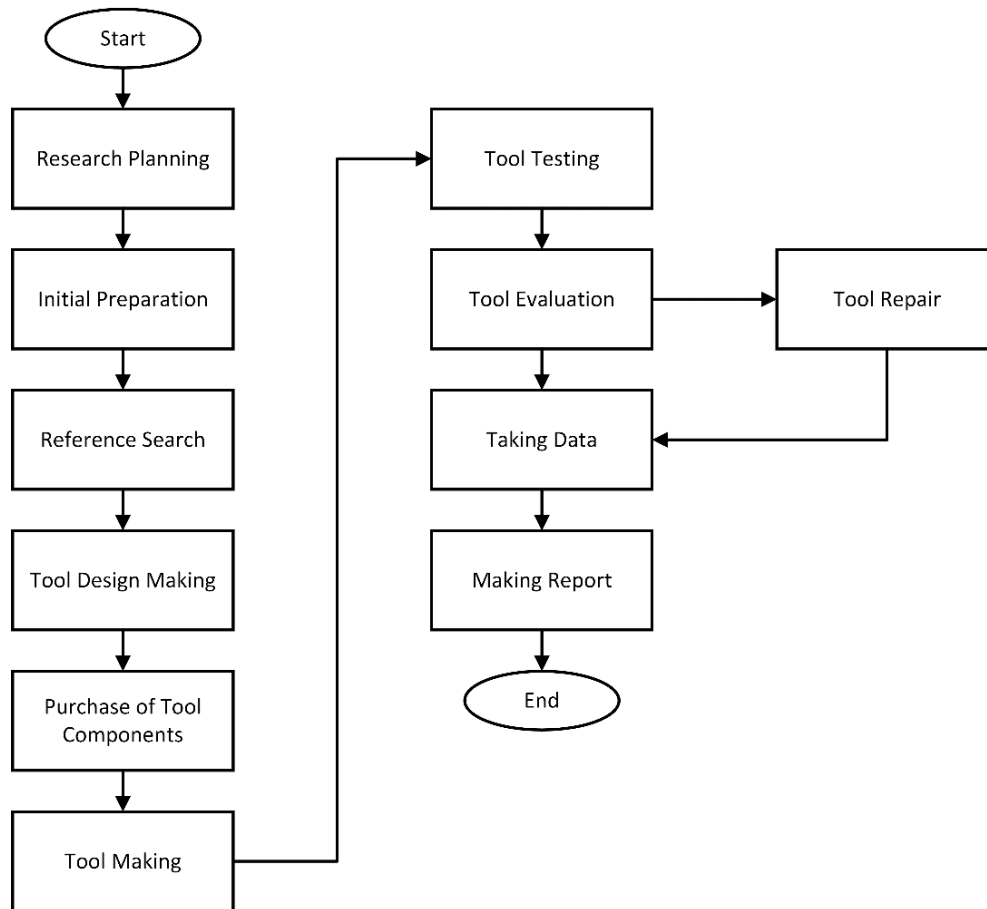 Start
Research Planning
Initial Preparation
Reference Search
Tool Design Making
Purchase of Tool
Components
Tool Making
Tool Testing
Tool Evaluation
Tool Repair
Taking Data
Making Report
End